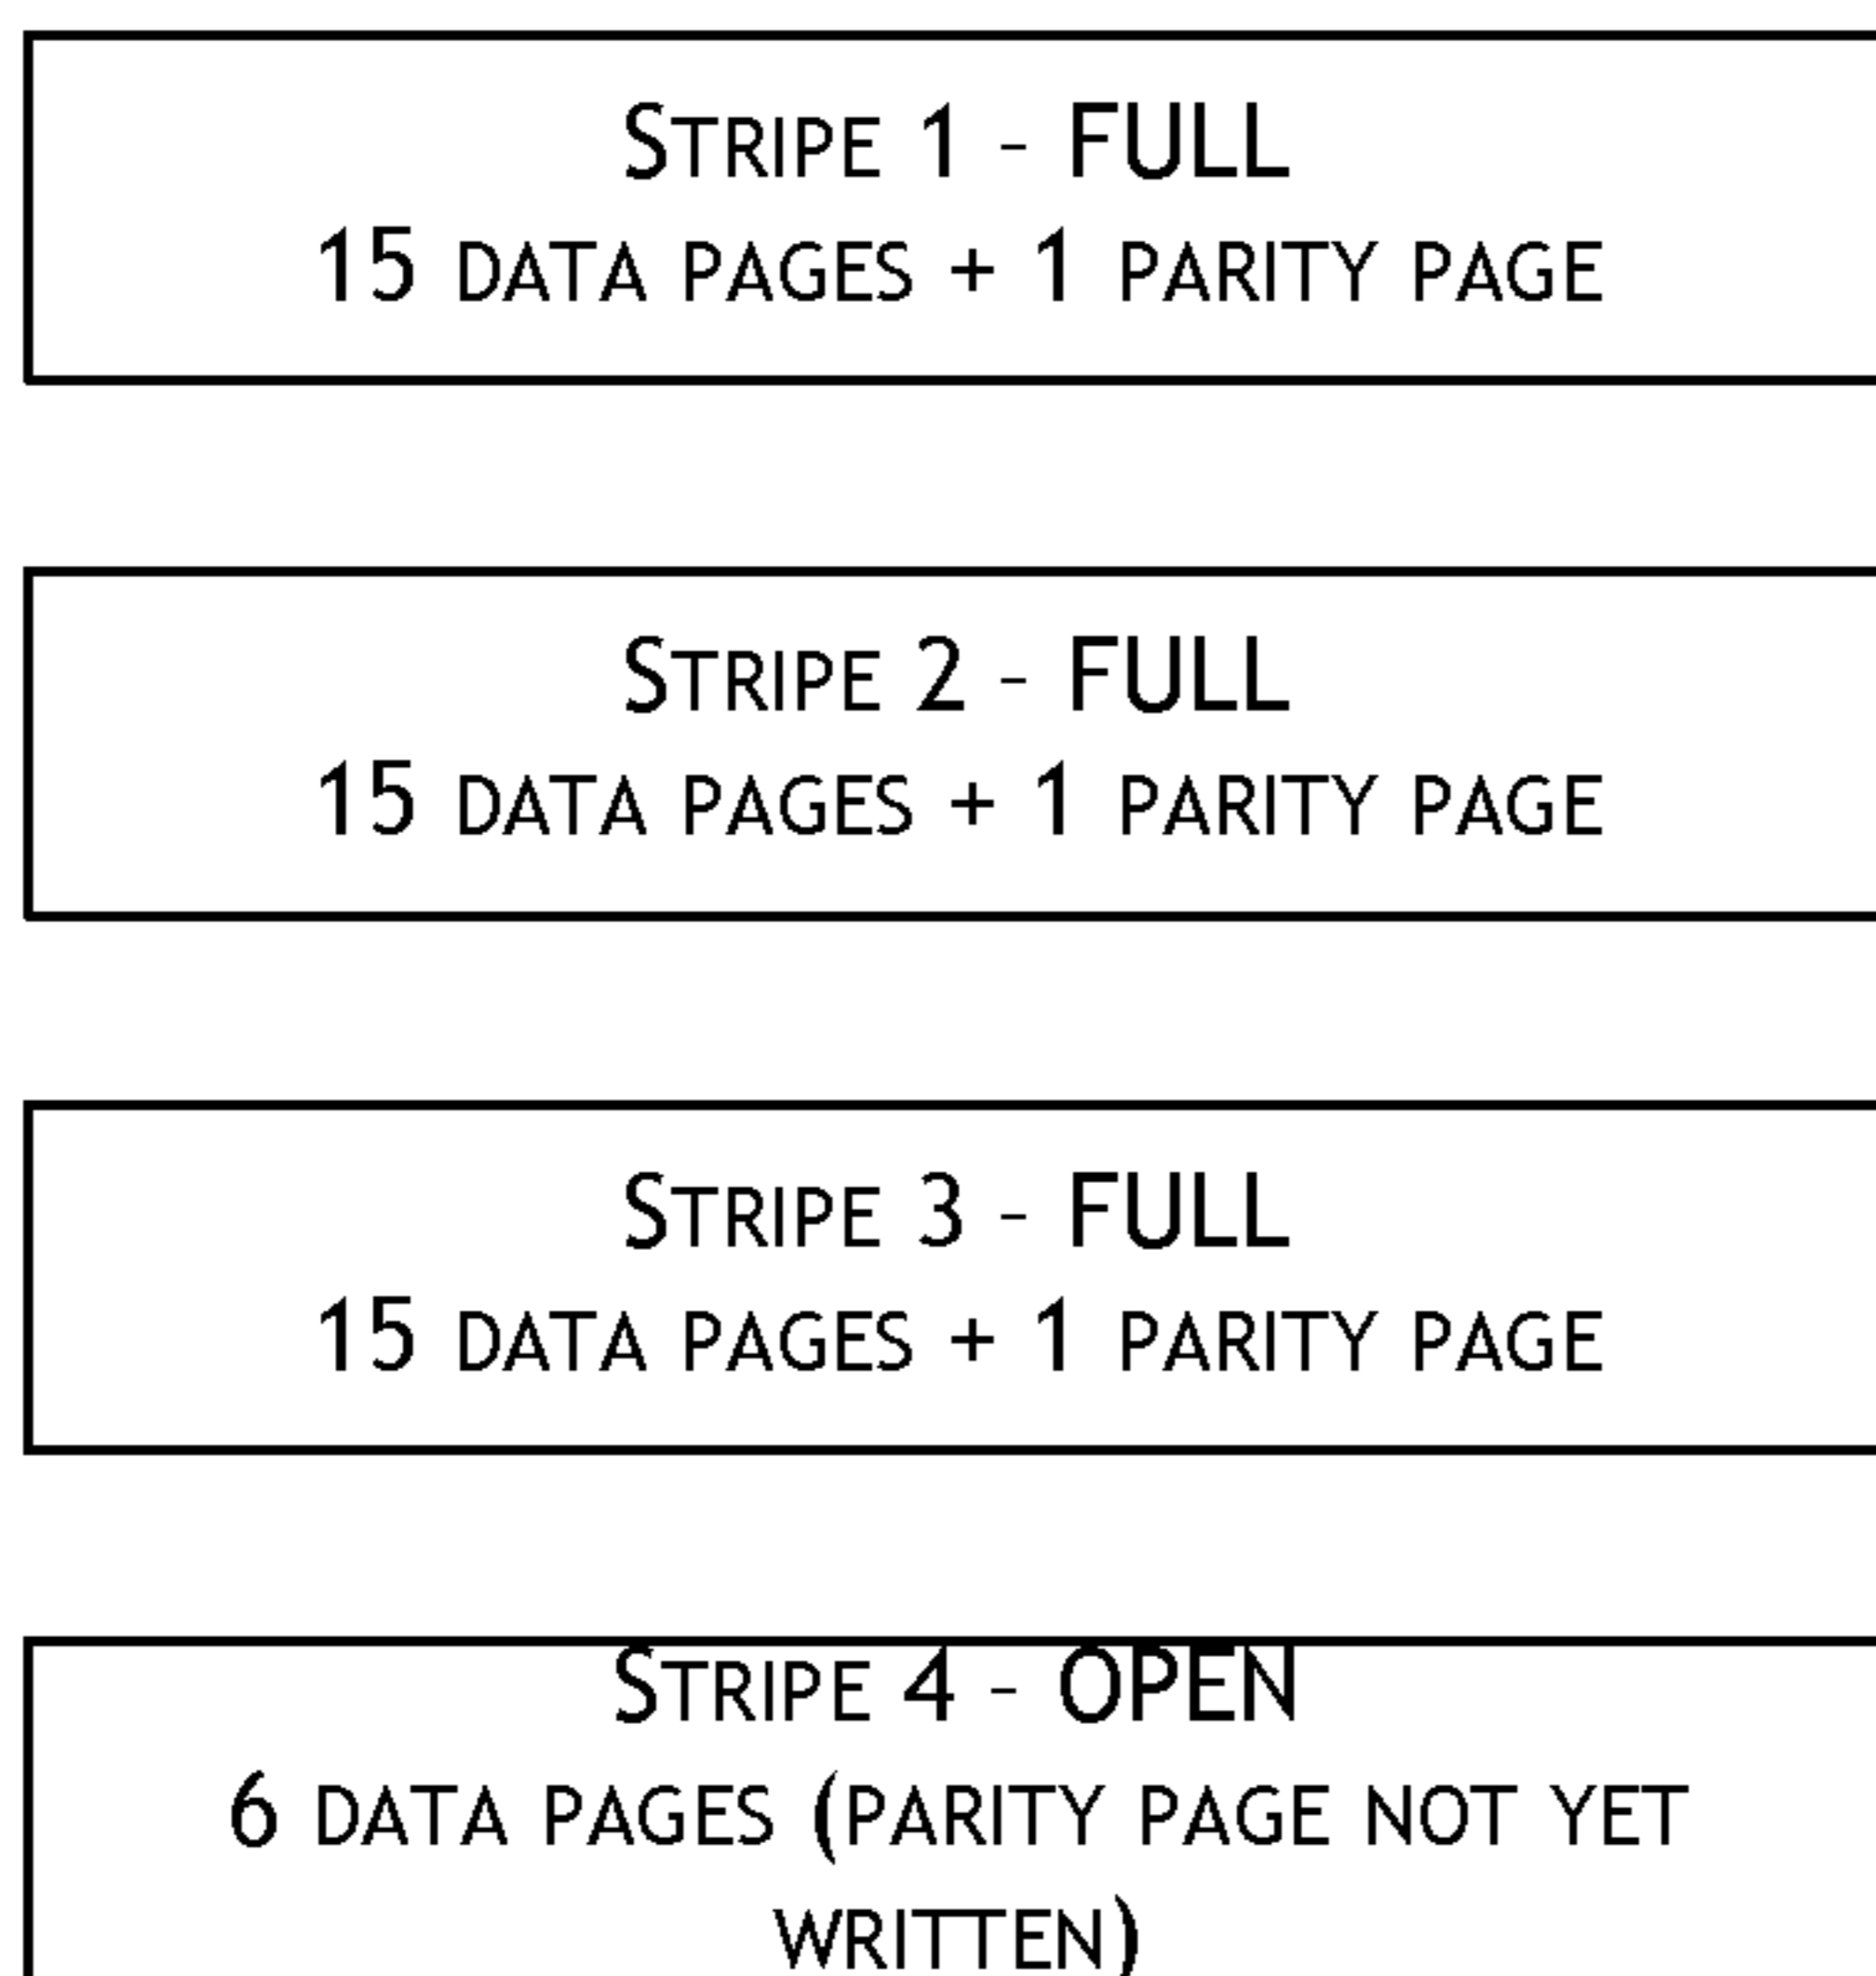 Stripe 1 - FULL
15 data pages + 1 parity page
Stripe 2 - FULL
15 data pages + 1 parity page
Stripe 3 - FULL
15 data pages + 1 parity page
Stripe 4 - OPEN
6 data pages (parity page not yet
written)